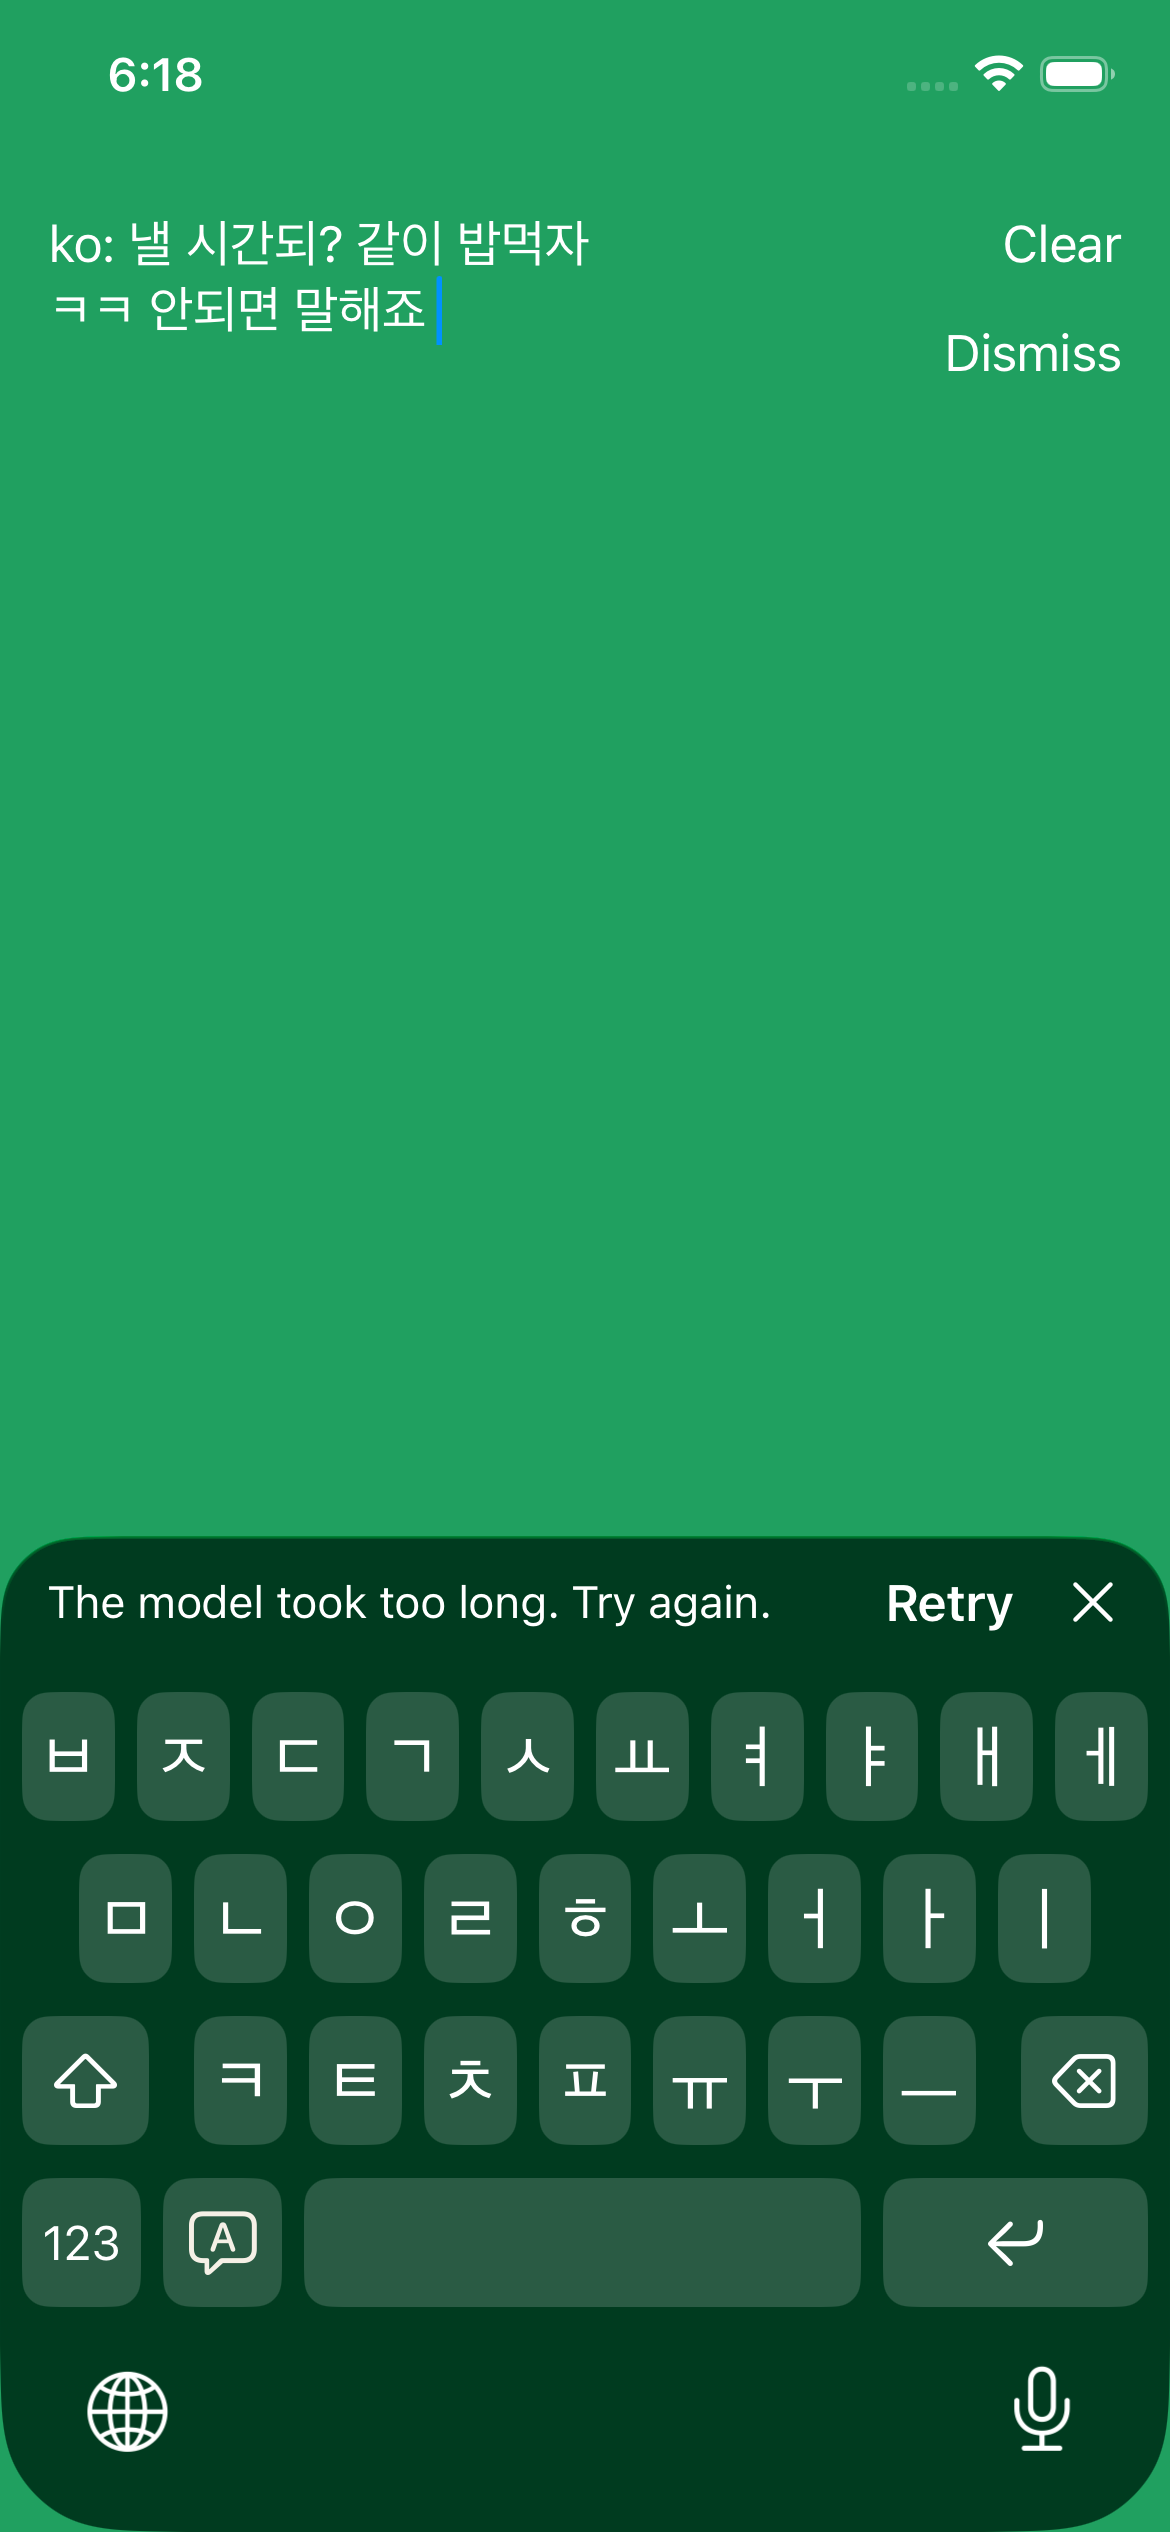 6:18
ko: 낼 시간되? 같이 밥먹자
ㅋㅋ 안되면 말해죠
Clear
Dismiss
The model took too long. Try again.
Retry
ㅂ ㅈ ㄷ ㄱ ㅅ ㅛ ㅕ ㅑ ㅐ ㅔ
ㅁ ㄴ ㅇ ㄹ ㅎ ㅗ ㅓ ㅏ ㅣ
ㅋ ㅌ ㅊ ㅍ ㅠ ㅜ ㅡ
123 A